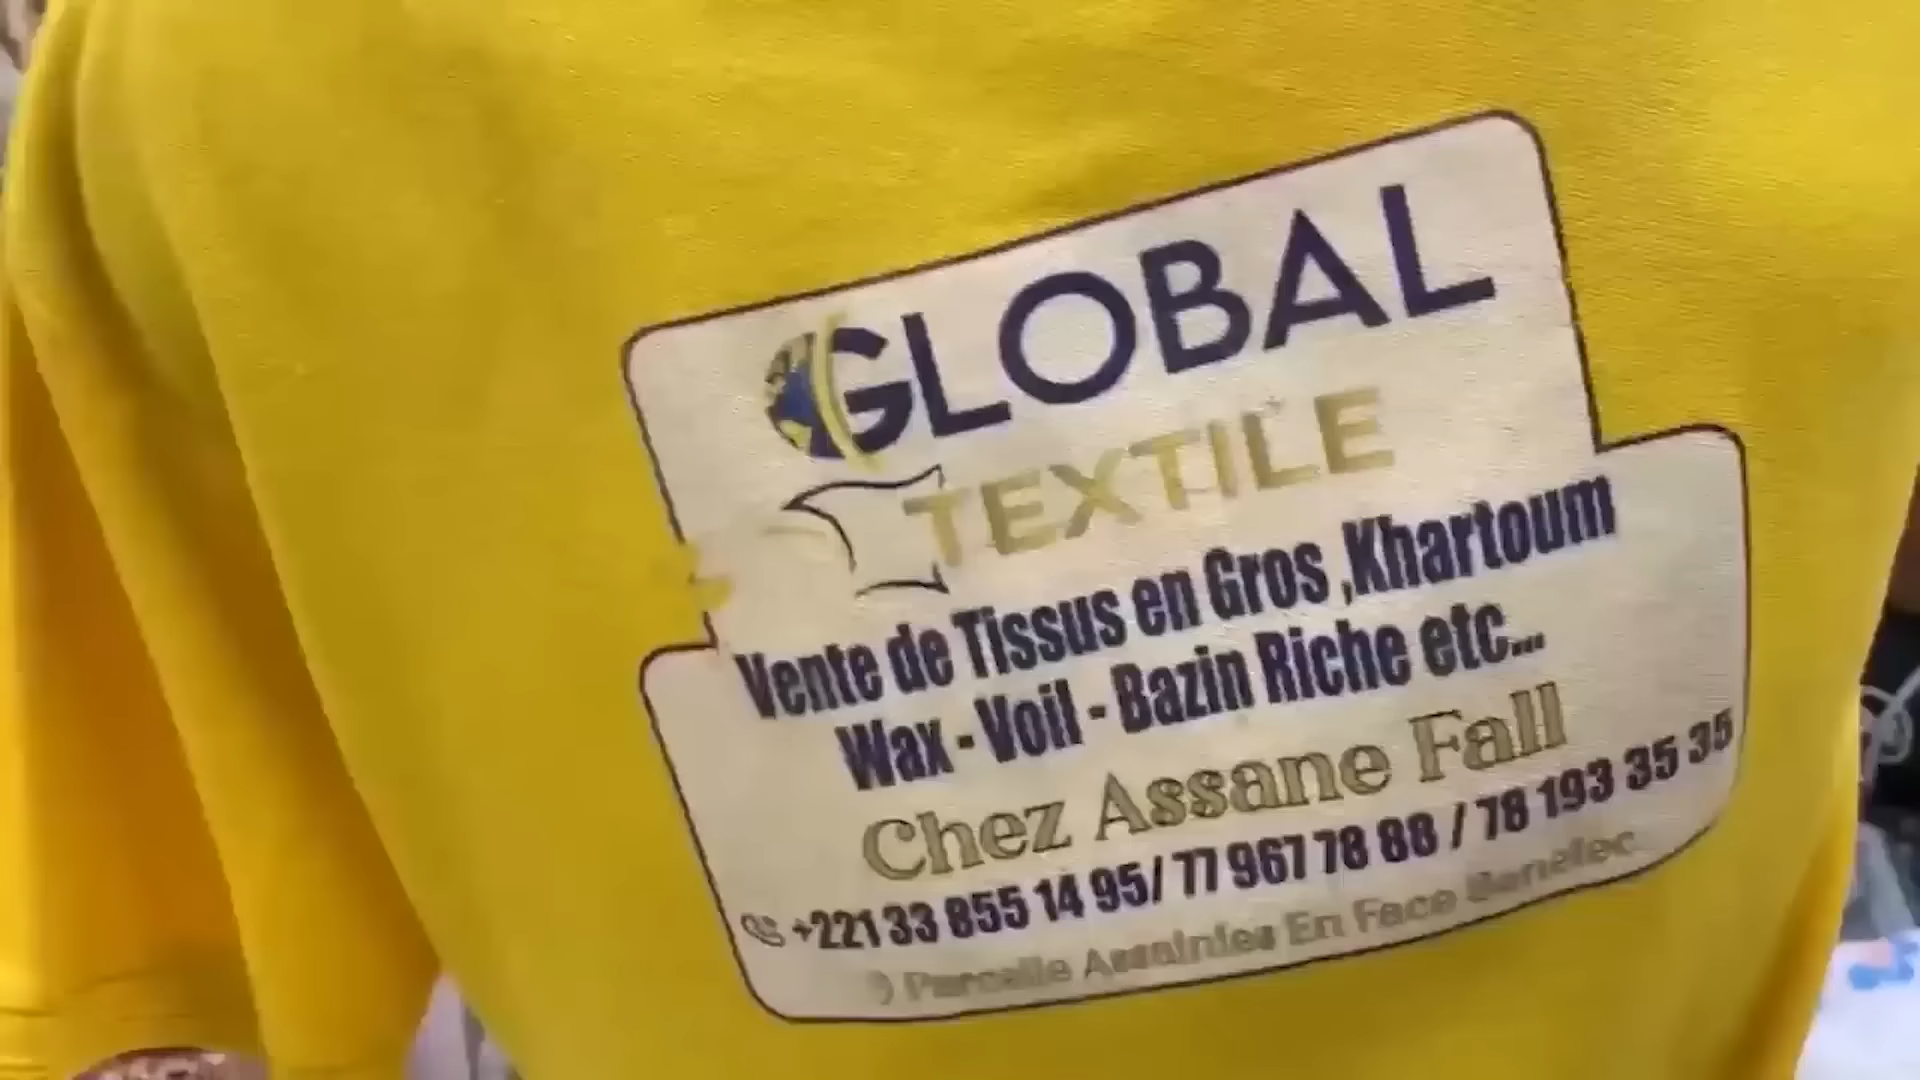 GLOBAL
TEXTILE
Vente de Tissus en Gros ,Khartoum
Wax - Voil - Bazin Riche etc...
Chez Assane Fall
+221 33 855 14 95/ 77 967 78 88 / 78 193 35 35
Parcelle Assainies En Face Benelec